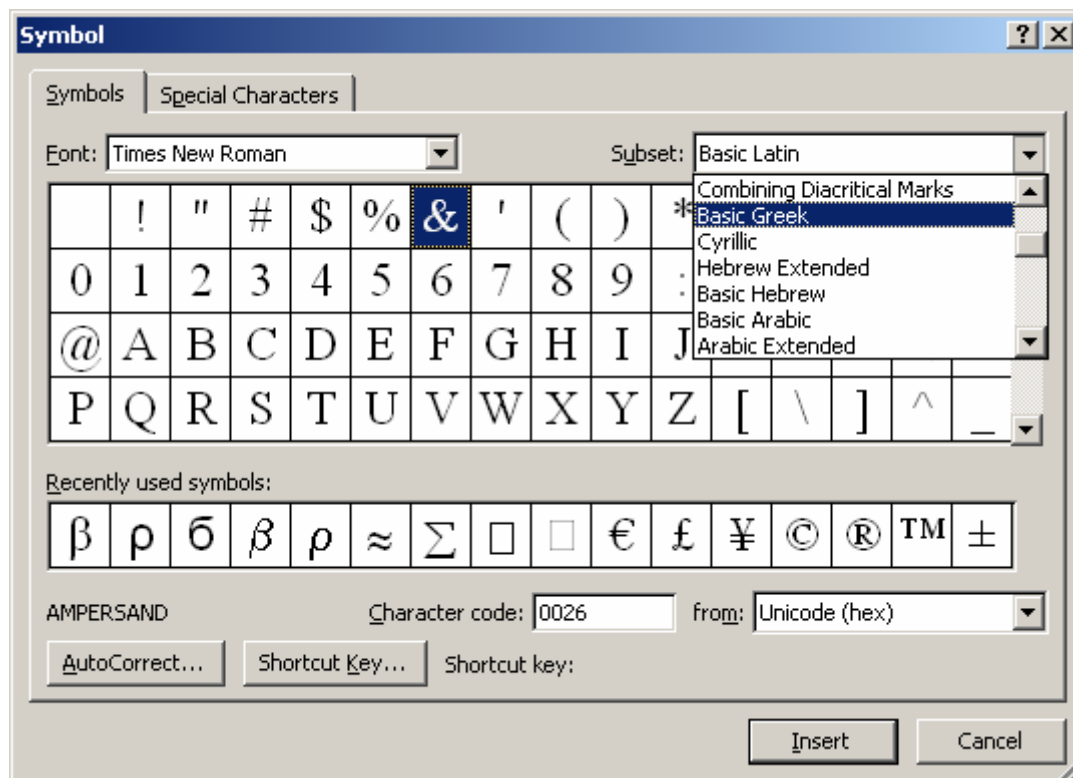 Symbol
Symbols Special Characters
Font: Times New Roman Subset: Basic Latin
Combining Diacritical Marks
Basic Greek
Cyrillic
Hebrew Extended
Basic Hebrew
Basic Arabic
Arabic Extended
! " # $ % & ' ( ) *
0 1 2 3 4 5 6 7 8 9 :
@ A B C D E F G H I J
P Q R S T U V W X Y Z [ \ ] ^ _
Recently used symbols:
β ρ б β ρ ≈ ∑ □ □ € £ ¥ © ® ™ ±
AMPERSAND Character code: 0026 from: Unicode (hex)
AutoCorrect... Shortcut Key... Shortcut key:
Insert Cancel